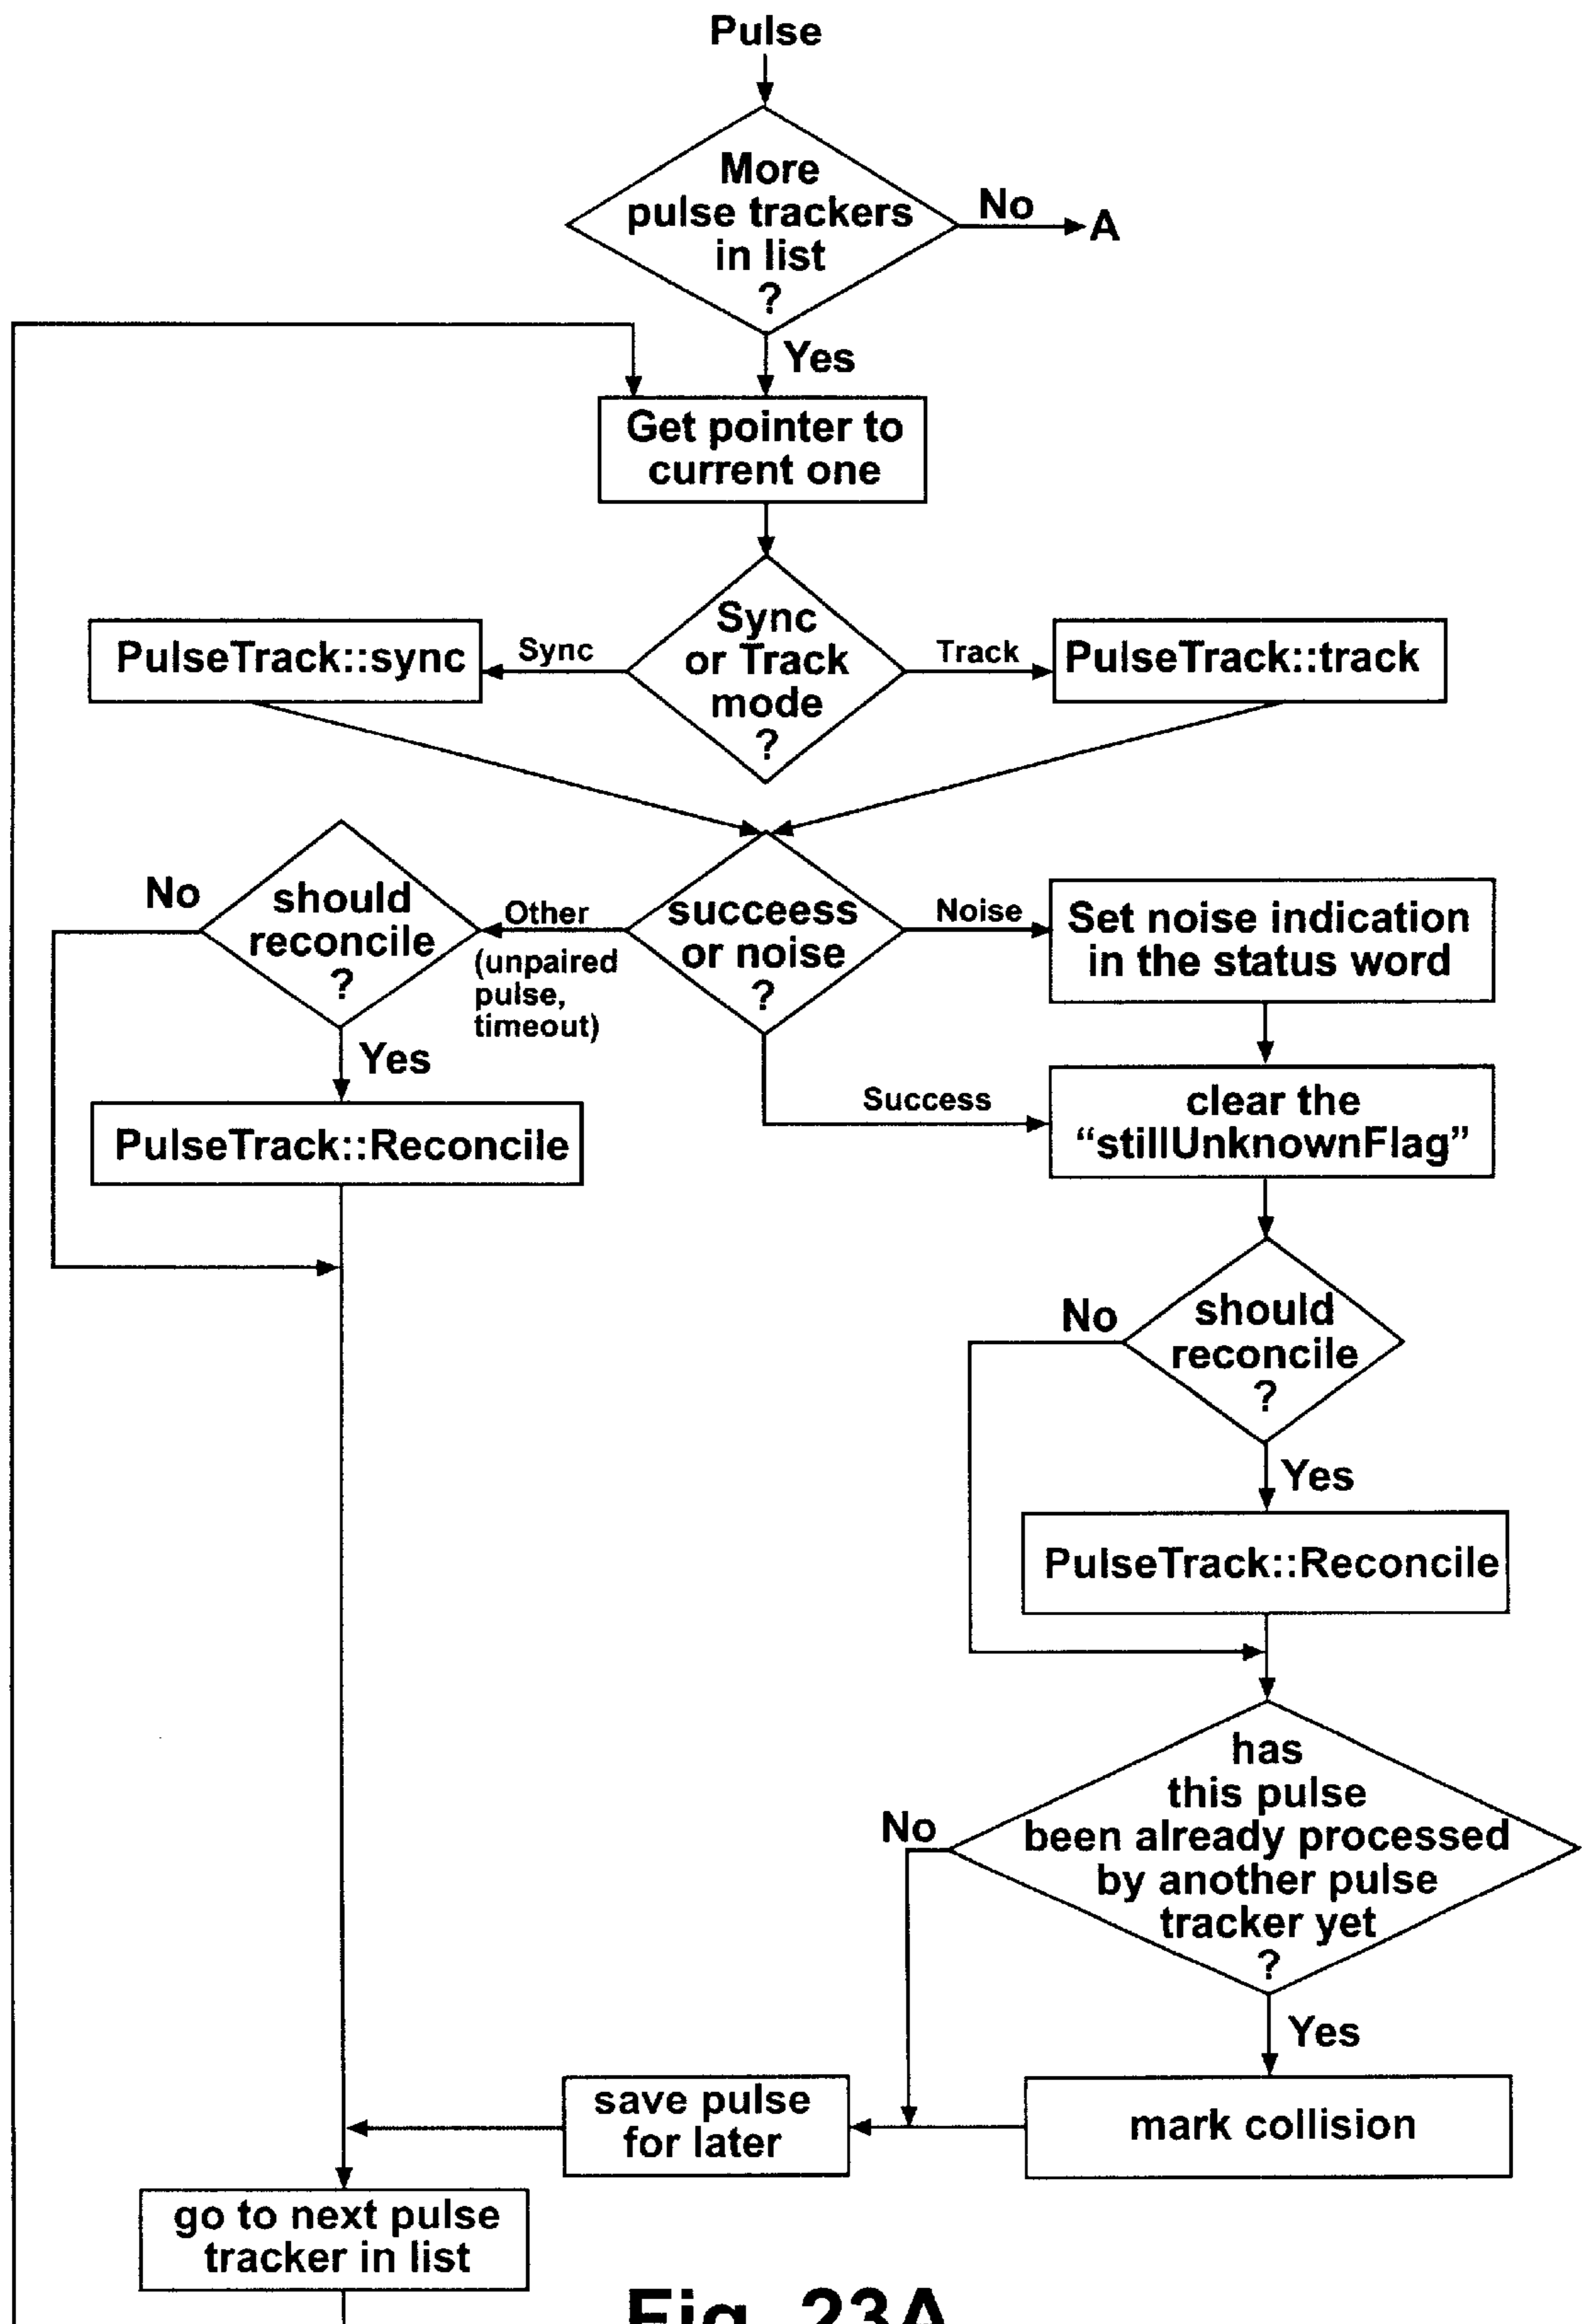 Pulse
More
pulse trackers
in list
?
No
A
Yes
Get pointer to
current one
Sync
or Track
mode
?
Sync
Track
PulseTrack::sync
PulseTrack::track
succeess
or noise
?
Other
(unpaired
pulse,
timeout)
Noise
Success
should
reconcile
?
No
Yes
PulseTrack::Reconcile
Set noise indication
in the status word
clear the
“stillUnknownFlag”
should
reconcile
?
No
Yes
PulseTrack::Reconcile
has
this pulse
been already processed
by another pulse
tracker yet
?
No
Yes
mark collision
save pulse
for later
go to next pulse
tracker in list
Fig. 23A